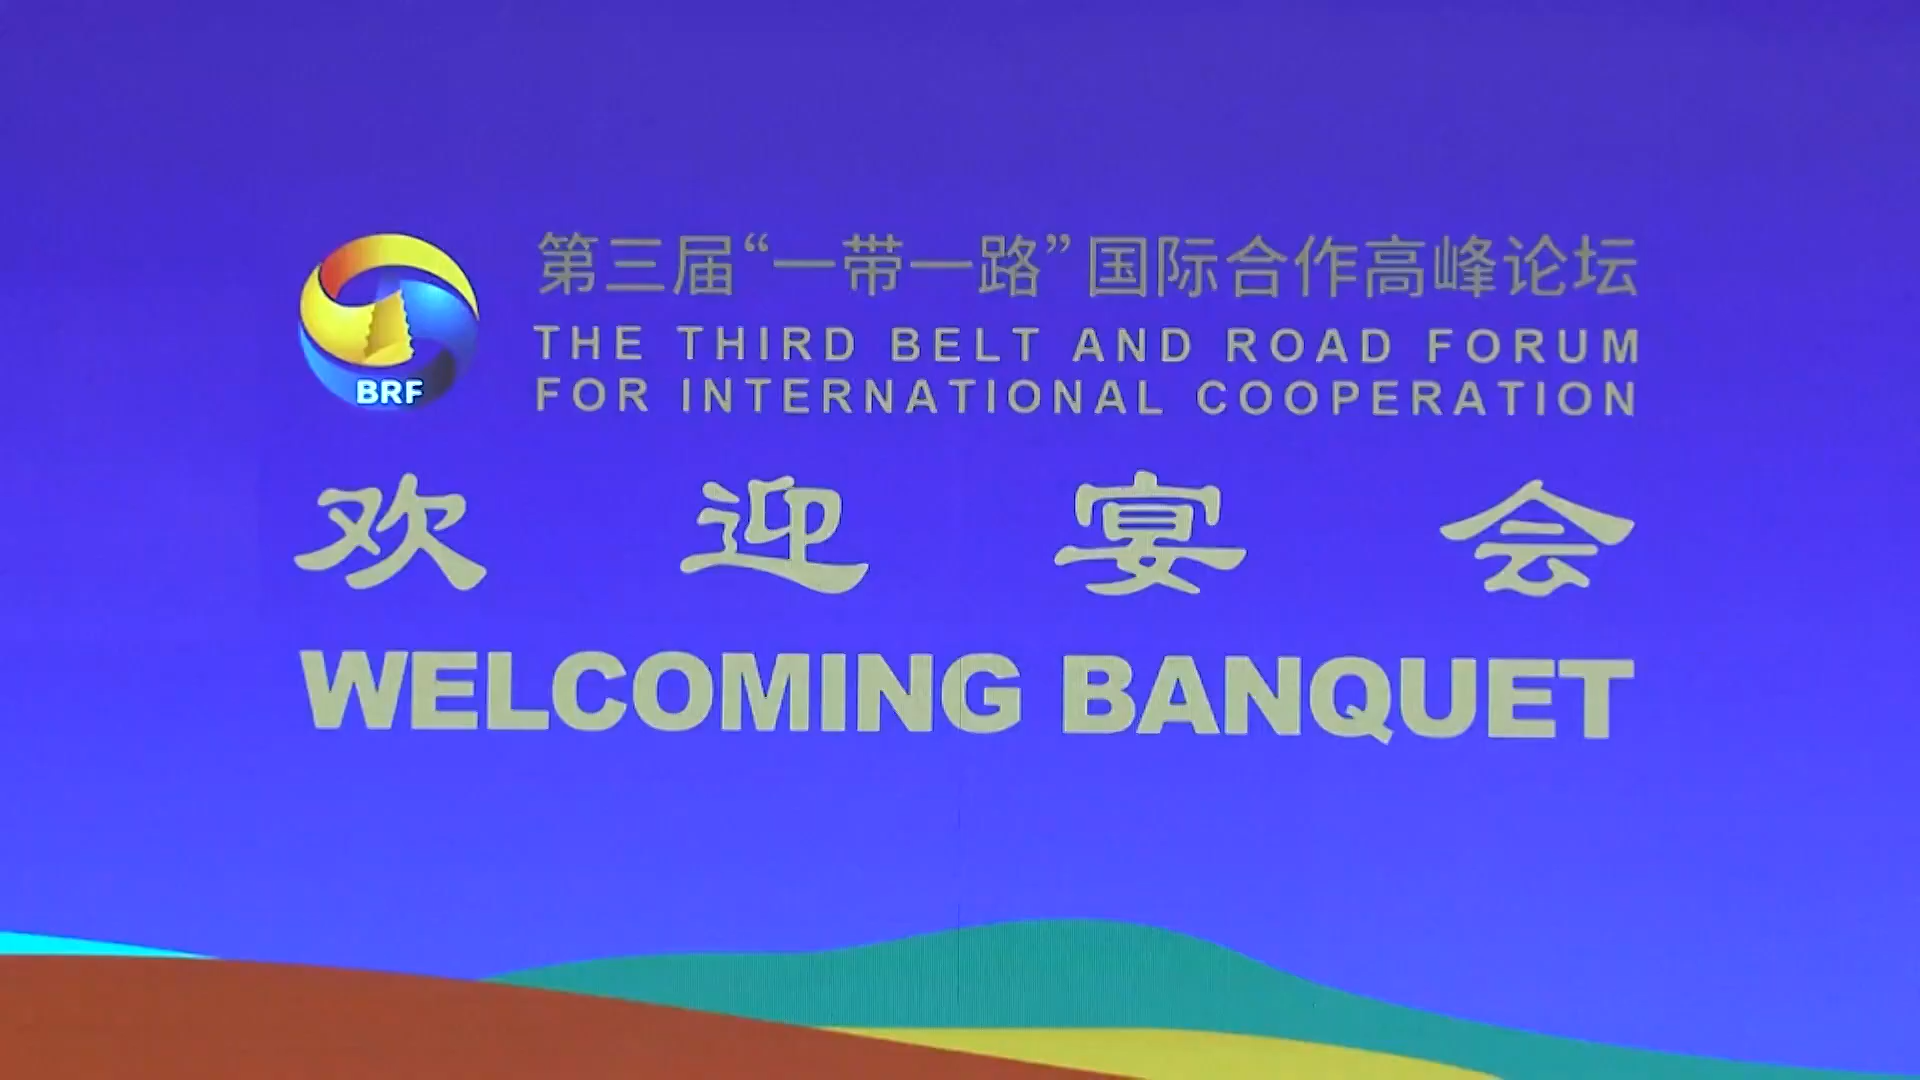 第三届“一带一路”国际合作高峰论坛
THE THIRD BELT AND ROAD FORUM
FOR INTERNATIONAL COOPERATION
BRF
欢迎宴会
WELCOMING BANQUET